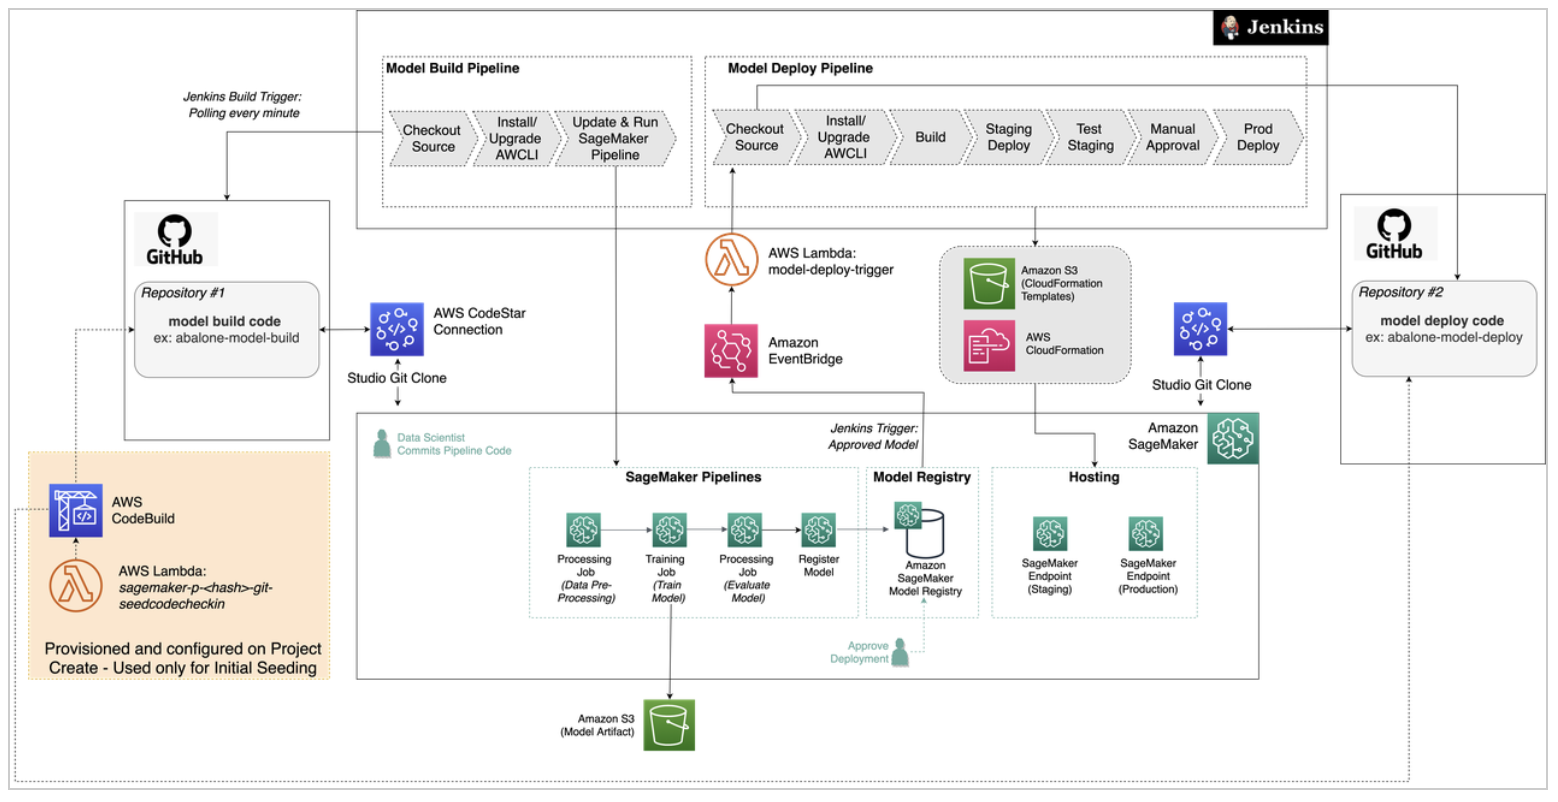 Jenkins
Model Build Pipeline
Model Deploy Pipeline
Jenkins Build Trigger:
Polling every minute
Checkout
Source
Install/
Upgrade
AWCLI
Update & Run
SageMaker
Pipeline
Checkout
Source
Install/
Upgrade
AWCLI
Build
Staging
Deploy
Test
Staging
Manual
Approval
Prod
Deploy
GitHub
Repository #1
model build code
ex: abalone-model-build
AWS CodeStar
Connection
Studio Git Clone
AWS Lambda:
model-deploy-trigger
Amazon
EventBridge
Amazon S3
(CloudFormation
Templates)
AWS
CloudFormation
Studio Git Clone
GitHub
Repository #2
model deploy code
ex: abalone-model-deploy
Data Scientist
Commits Pipeline Code
Jenkins Trigger:
Approved Model
Amazon
SageMaker
SageMaker Pipelines
Model Registry
Hosting
Processing
Job
(Data Pre-
Processing)
Training
Job
(Train
Model)
Processing
Job
(Evaluate
Model)
Register
Model
Amazon
SageMaker
Model Registry
SageMaker
Endpoint
(Staging)
SageMaker
Endpoint
(Production)
Approve
Deployment
AWS
CodeBuild
AWS Lambda:
sagemaker-p-<hash>-git-
seedcodecheckin
Provisioned and configured on Project
Create - Used only for Initial Seeding
Amazon S3
(Model Artifact)